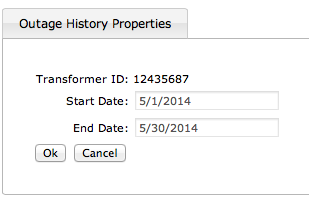 Outage History Properties
Transformer ID: 12435687
Start Date: 5/1/2014
End Date: 5/30/2014
Ok Cancel